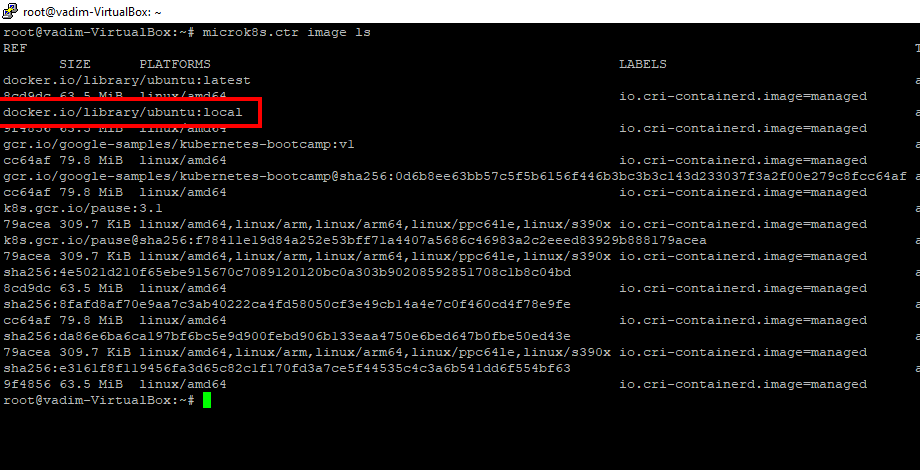 root@vadim-VirtualBox: ~
root@vadim-VirtualBox:~# microk8s.ctr image ls
REF T
SIZE PLATFORMS LABELS
docker.io/library/ubuntu:latest a
8cd9dc 63.5 MiB linux/amd64 io.cri-containerd.image=managed
docker.io/library/ubuntu:local a
9f4856 63.5 MiB linux/amd64 io.cri-containerd.image=managed
gcr.io/google-samples/kubernetes-bootcamp:v1 a
cc64af 79.8 MiB linux/amd64 io.cri-containerd.image=managed
gcr.io/google-samples/kubernetes-bootcamp@sha256:0d6b8ee63bb57c5f5b6156f446b3bc3b3c143d233037f3a2f00e279c8fcc64af a
cc64af 79.8 MiB linux/amd64 io.cri-containerd.image=managed
k8s.gcr.io/pause:3.1 a
79acea 309.7 KiB linux/amd64,linux/arm,linux/arm64,linux/ppc64le,linux/s390x io.cri-containerd.image=managed
k8s.gcr.io/pause@sha256:f78411e19d84a252e53bff71a4407a5686c46983a2c2eeed83929b888179acea a
79acea 309.7 KiB linux/amd64,linux/arm,linux/arm64,linux/ppc64le,linux/s390x io.cri-containerd.image=managed
sha256:4e5021d210f65ebe915670c7089120120bc0a303b90208592851708c1b8c04bd a
8cd9dc 63.5 MiB linux/amd64 io.cri-containerd.image=managed
sha256:8fafd8af70e9aa7c3ab40222ca4fd58050cf3e49cb14a4e7c0f460cd4f78e9fe a
cc64af 79.8 MiB linux/amd64 io.cri-containerd.image=managed
sha256:da86e6ba6ca197bf6bc5e9d900febd906b133eaa4750e6bed647b0fbe50ed43e a
79acea 309.7 KiB linux/amd64,linux/arm,linux/arm64,linux/ppc64le,linux/s390x io.cri-containerd.image=managed
sha256:e3161f8f119456fa3d65c82c1f170fd3a7ce5f44535c4c3a6b541dd6f554bf63 a
9f4856 63.5 MiB linux/amd64 io.cri-containerd.image=managed
root@vadim-VirtualBox:~#